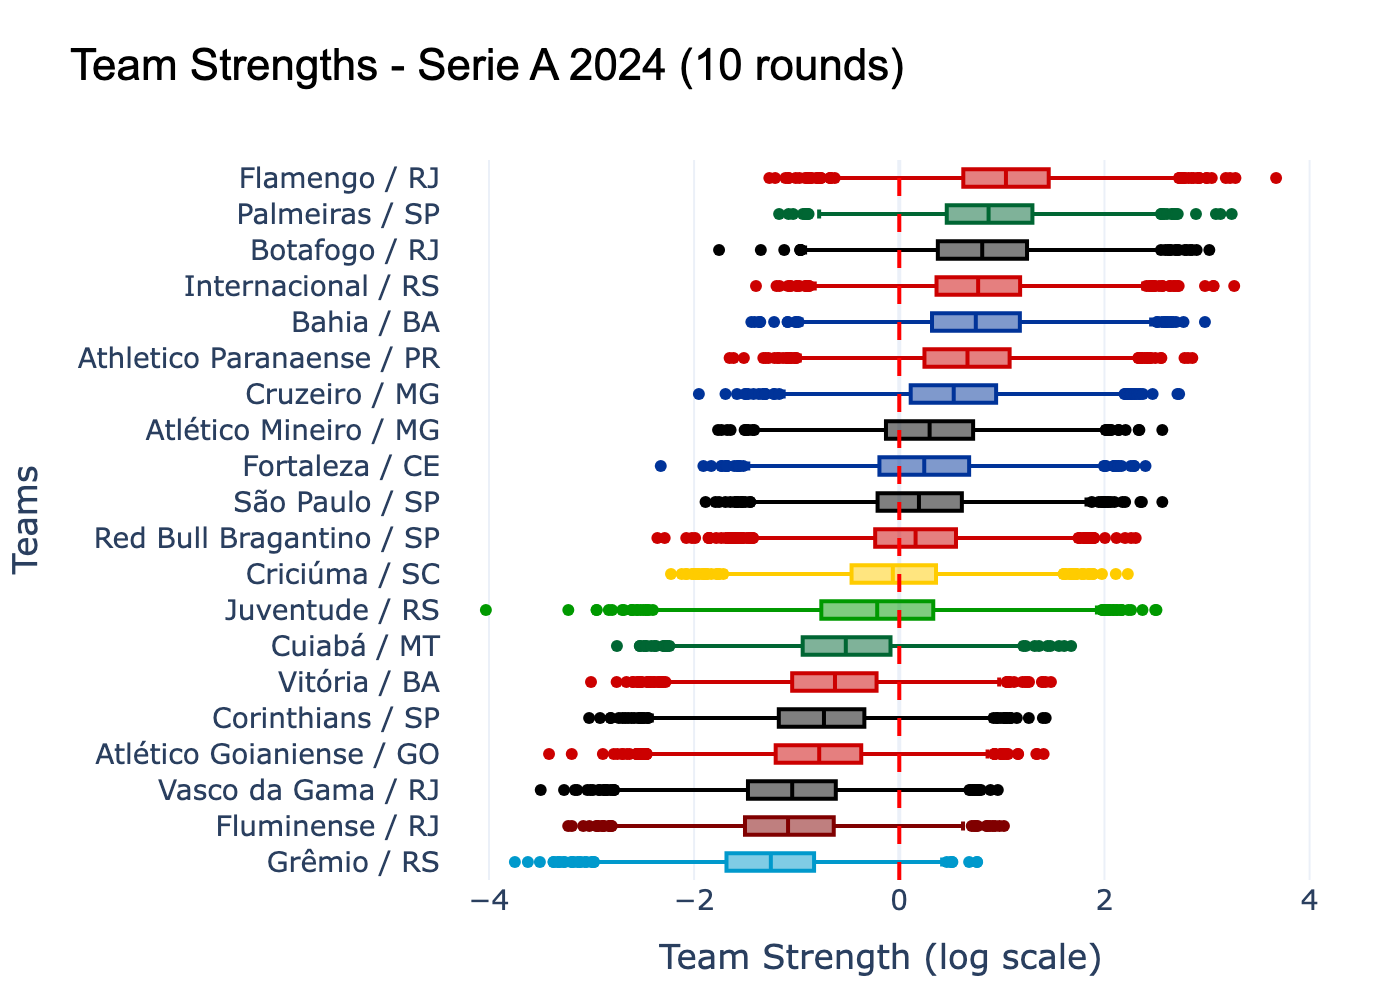 Team Strengths - Serie A 2024 (10 rounds)
Teams
Flamengo / RJ
Palmeiras / SP
Botafogo / RJ
Internacional / RS
Bahia / BA
Athletico Paranaense / PR
Cruzeiro / MG
Atlético Mineiro / MG
Fortaleza / CE
São Paulo / SP
Red Bull Bragantino / SP
Criciúma / SC
Juventude / RS
Cuiabá / MT
Vitória / BA
Corinthians / SP
Atlético Goianiense / GO
Vasco da Gama / RJ
Fluminense / RJ
Grêmio / RS
−4 −2 0 2 4
Team Strength (log scale)